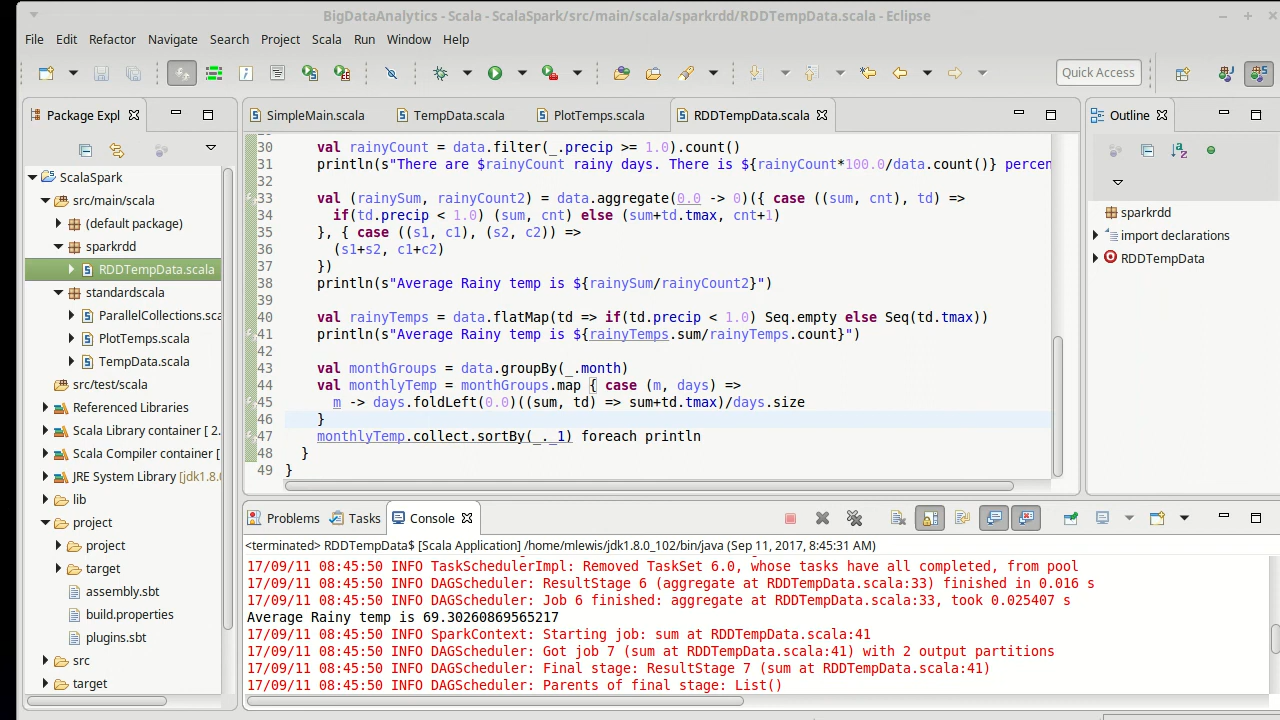 BigDataAnalytics - Scala - ScalaSpark/src/main/scala/sparkrdd/RDDTempData.scala - Eclipse
File Edit Refactor Navigate Search Project Scala Run Window Help
Quick Access
Package Expl
ScalaSpark
src/main/scala
(default package)
sparkrdd
RDDTempData.scala
standardscala
ParallelCollections.sca
PlotTemps.scala
TempData.scala
src/test/scala
Referenced Libraries
Scala Library container [ 2.
Scala Compiler container [
JRE System Library [jdk1.8.0
lib
project
project
target
assembly.sbt
build.properties
plugins.sbt
src
target
SimpleMain.scala TempData.scala PlotTemps.scala RDDTempData.scala
30 val rainyCount = data.filter(_.precip >= 1.0).count()
31 println(s"There are $rainyCount rainy days. There is ${rainyCount*100.0/data.count()} percen
32
33 val (rainySum, rainyCount2) = data.aggregate(0.0 -> 0)({ case ((sum, cnt), td) =>
34 if(td.precip < 1.0) (sum, cnt) else (sum+td.tmax, cnt+1)
35 }, { case ((s1, c1), (s2, c2)) =>
36 (s1+s2, c1+c2)
37 })
38 println(s"Average Rainy temp is ${rainySum/rainyCount2}")
39
40 val rainyTemps = data.flatMap(td => if(td.precip < 1.0) Seq.empty else Seq(td.tmax))
41 println(s"Average Rainy temp is ${rainyTemps.sum/rainyTemps.count}")
42
43 val monthGroups = data.groupBy(_.month)
44 val monthlyTemp = monthGroups.map { case (m, days) =>
45 m -> days.foldLeft(0.0)((sum, td) => sum+td.tmax)/days.size
46 }
47 monthlyTemp.collect.sortBy(_._1) foreach println
48 }
49 }
Outline
sparkrdd
import declarations
RDDTempData
Problems Tasks Console
<terminated> RDDTempData$ [Scala Application] /home/mlewis/jdk1.8.0_102/bin/java (Sep 11, 2017, 8:45:31 AM)
17/09/11 08:45:50 INFO TaskSchedulerImpl: Removed TaskSet 6.0, whose tasks have all completed, from pool
17/09/11 08:45:50 INFO DAGScheduler: ResultStage 6 (aggregate at RDDTempData.scala:33) finished in 0.016 s
17/09/11 08:45:50 INFO DAGScheduler: Job 6 finished: aggregate at RDDTempData.scala:33, took 0.025407 s
Average Rainy temp is 69.30260869565217
17/09/11 08:45:50 INFO SparkContext: Starting job: sum at RDDTempData.scala:41
17/09/11 08:45:50 INFO DAGScheduler: Got job 7 (sum at RDDTempData.scala:41) with 2 output partitions
17/09/11 08:45:50 INFO DAGScheduler: Final stage: ResultStage 7 (sum at RDDTempData.scala:41)
17/09/11 08:45:50 INFO DAGScheduler: Parents of final stage: List()